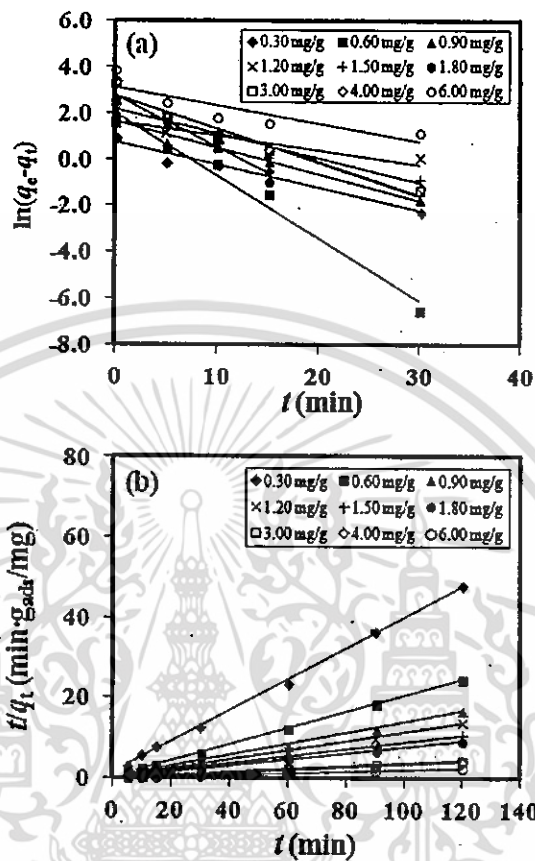 (a)
◆ 0.30 mg/g ■ 0.60 mg/g ▲ 0.90 mg/g
× 1.20 mg/g + 1.50 mg/g ● 1.80 mg/g
□ 3.00 mg/g ◇ 4.00 mg/g ○ 6.00 mg/g
6.0
4.0
2.0
0.0
-2.0
-4.0
-6.0
-8.0
ln(qe-qt)
0 10 20 30 40
t (min)
(b)
◆ 0.30 mg/g ■ 0.60 mg/g ▲ 0.90 mg/g
× 1.20 mg/g + 1.50 mg/g ● 1.80 mg/g
□ 3.00 mg/g ◇ 4.00 mg/g ○ 6.00 mg/g
80
60
40
20
0
t/qt (min·gads/mg)
0 20 40 60 80 100 120 140
t (min)